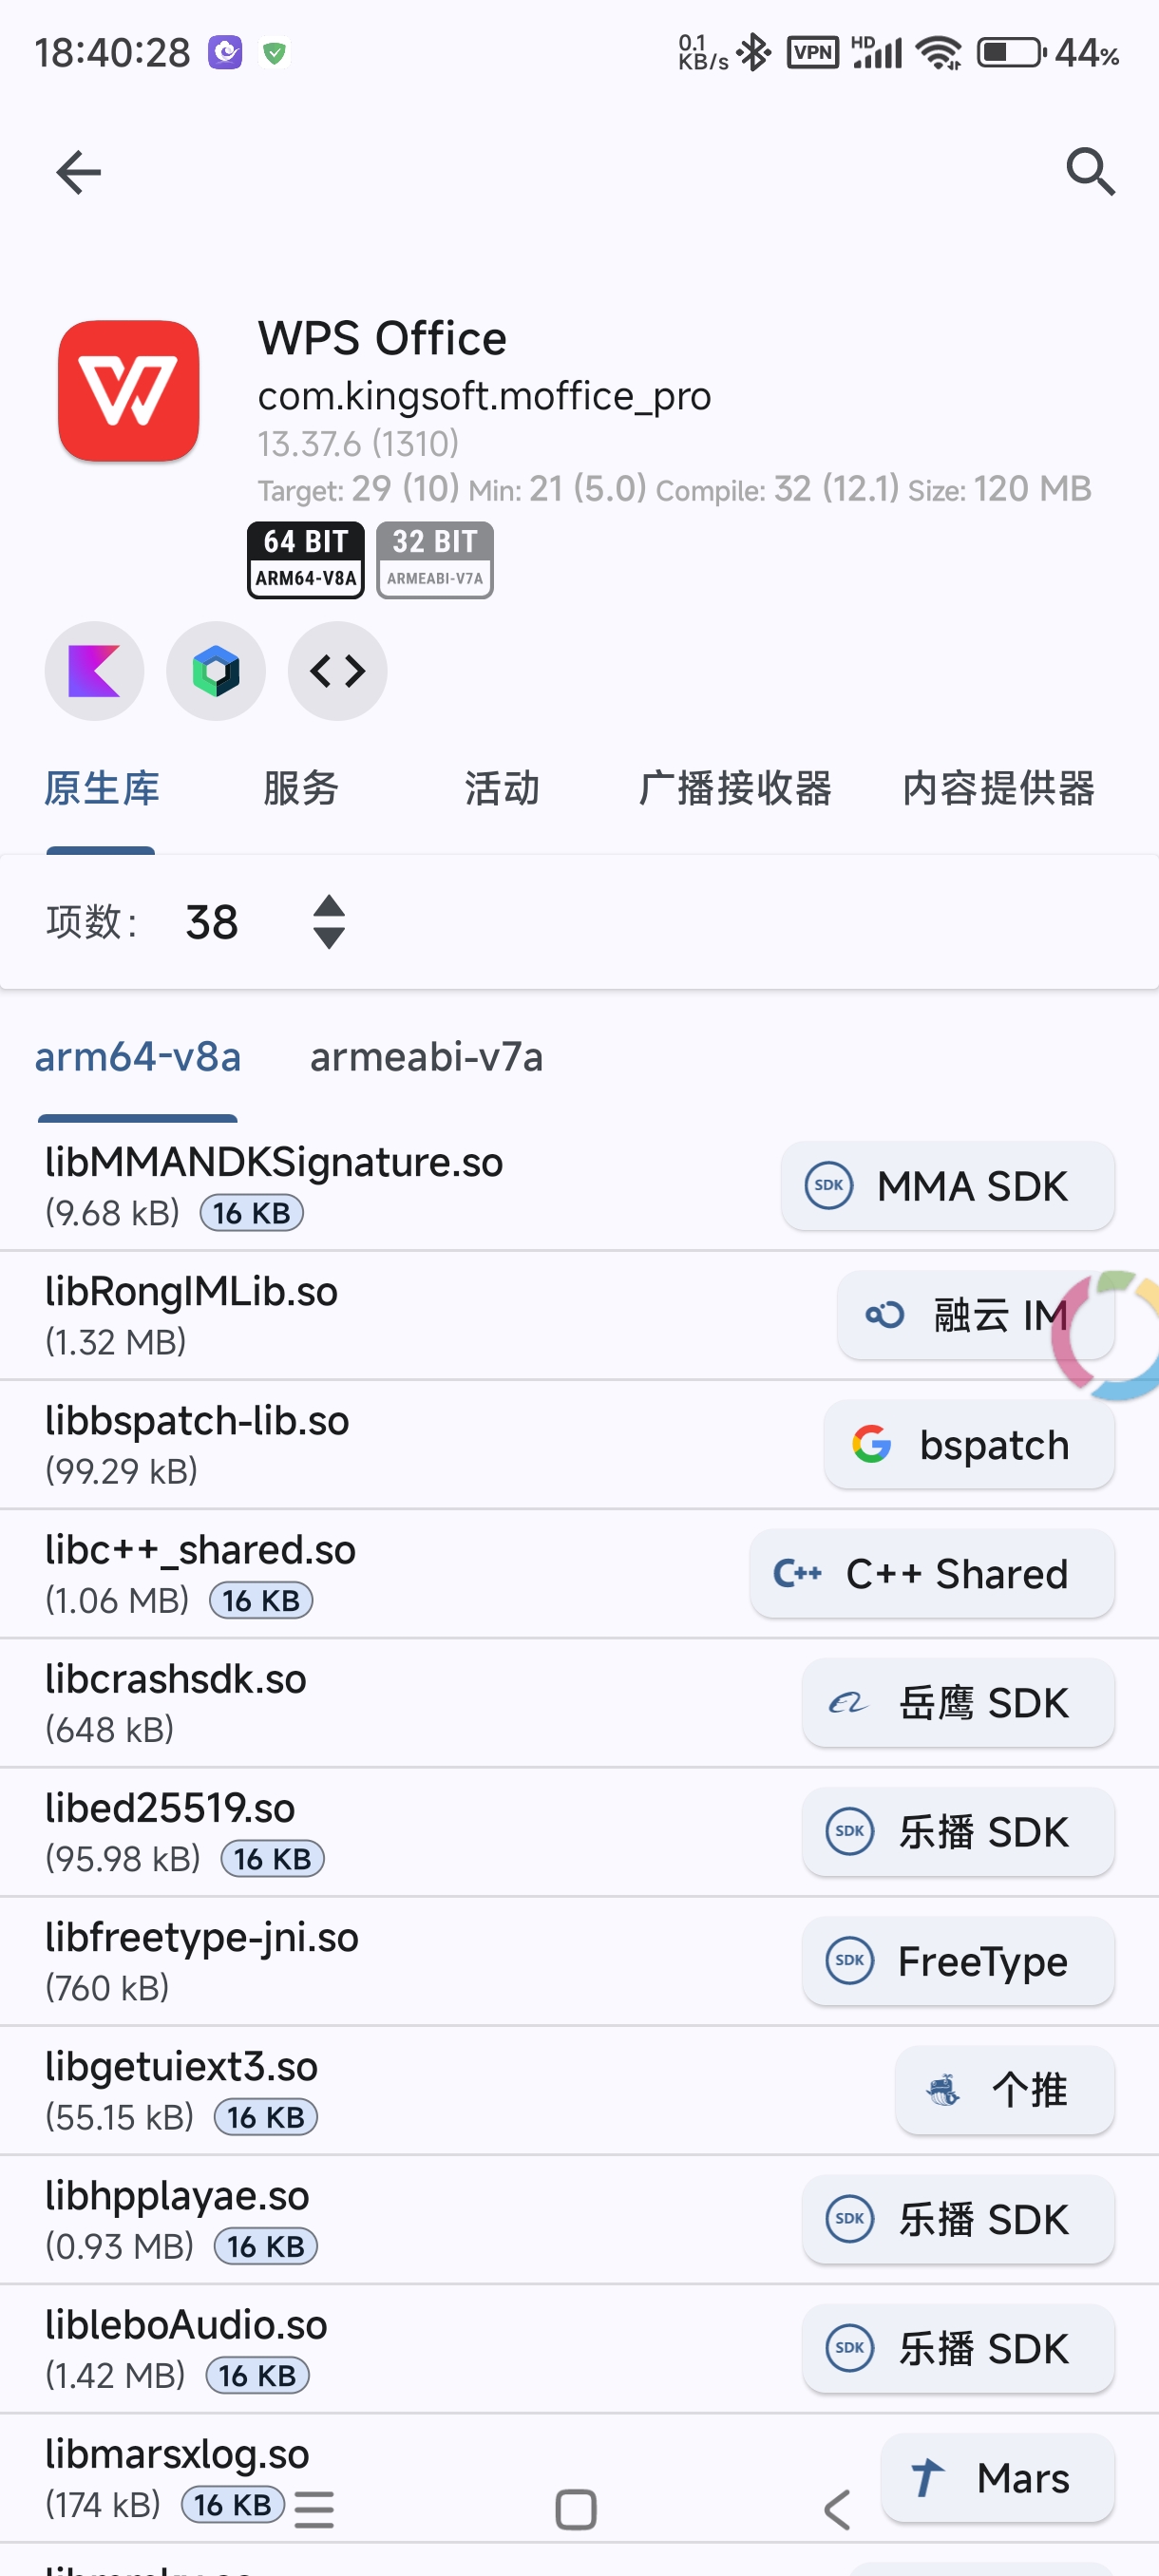 18:40:28 0.1 KB/s VPN HD 44%
WPS Office
com.kingsoft.moffice_pro
13.37.6 (1310)
Target: 29 (10) Min: 21 (5.0) Compile: 32 (12.1) Size: 120 MB
64 BIT 32 BIT
ARM64-V8A ARMEABI-V7A
原生库 服务 活动 广播接收器 内容提供器
项数: 38
arm64-v8a armeabi-v7a
libMMANDKSignature.so
(9.68 kB) 16 KB
SDK MMA SDK
libRongIMLib.so
(1.32 MB)
融云 IM
libbspatch-lib.so
(99.29 kB)
bspatch
libc++_shared.so
(1.06 MB) 16 KB
C++ C++ Shared
libcrashsdk.so
(648 kB)
岳鹰 SDK
libed25519.so
(95.98 kB) 16 KB
SDK 乐播 SDK
libfreetype-jni.so
(760 kB)
SDK FreeType
libgetuiext3.so
(55.15 kB) 16 KB
个推
libhpplayae.so
(0.93 MB) 16 KB
SDK 乐播 SDK
libleboAudio.so
(1.42 MB) 16 KB
SDK 乐播 SDK
libmarsxlog.so
(174 kB) 16 KB
Mars